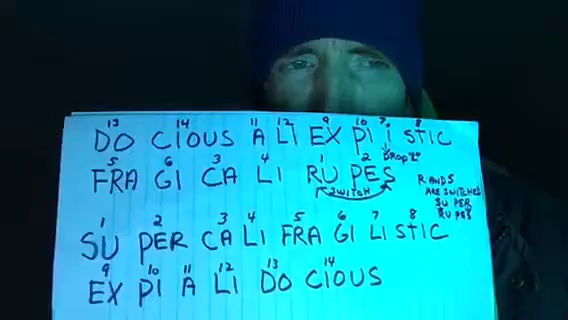 13 14 11 12 9 10 7 8
DO CIOUS A LI EX PI i STIC
5 6 3 4 1 2 DROP "L"
FRA GI CA LI RU PES
SWITCH
R AND S
ARE SWITCHED
SU PER
RU PES
1 2 3 4 5 6 7 8
SU PER CA LI FRA GI LI STIC
9 10 11 12 13 14
EX PI A LI DO CIOUS